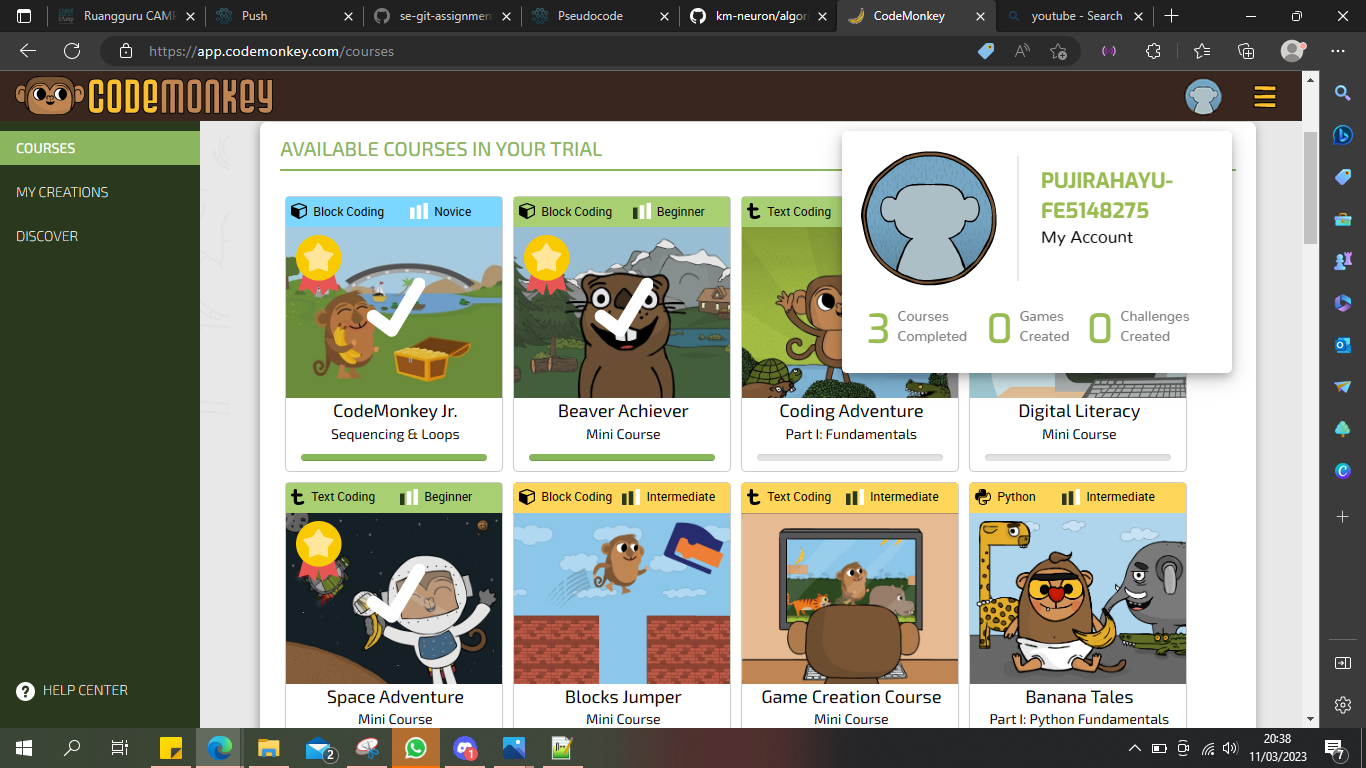 Ruangguru CAMP
Push
se-git-assignmen
Pseudocode
km-neuron/algori
CodeMonkey
youtube - Search
https://app.codemonkey.com/courses
CODEMONKEY
COURSES
MY CREATIONS
DISCOVER
HELP CENTER
AVAILABLE COURSES IN YOUR TRIAL
PUJIRAHAYU-
FE5148275
My Account
3 Courses Completed
0 Games Created
0 Challenges Created
Block Coding Novice
Block Coding Beginner
Text Coding
CodeMonkey Jr.
Sequencing & Loops
Beaver Achiever
Mini Course
Coding Adventure
Part I: Fundamentals
Digital Literacy
Mini Course
Text Coding Beginner
Block Coding Intermediate
Text Coding Intermediate
Python Intermediate
Space Adventure
Mini Course
Blocks Jumper
Mini Course
Game Creation Course
Mini Course
Banana Tales
Part I: Python Fundamentals
2
1
20:38
11/03/2023
7